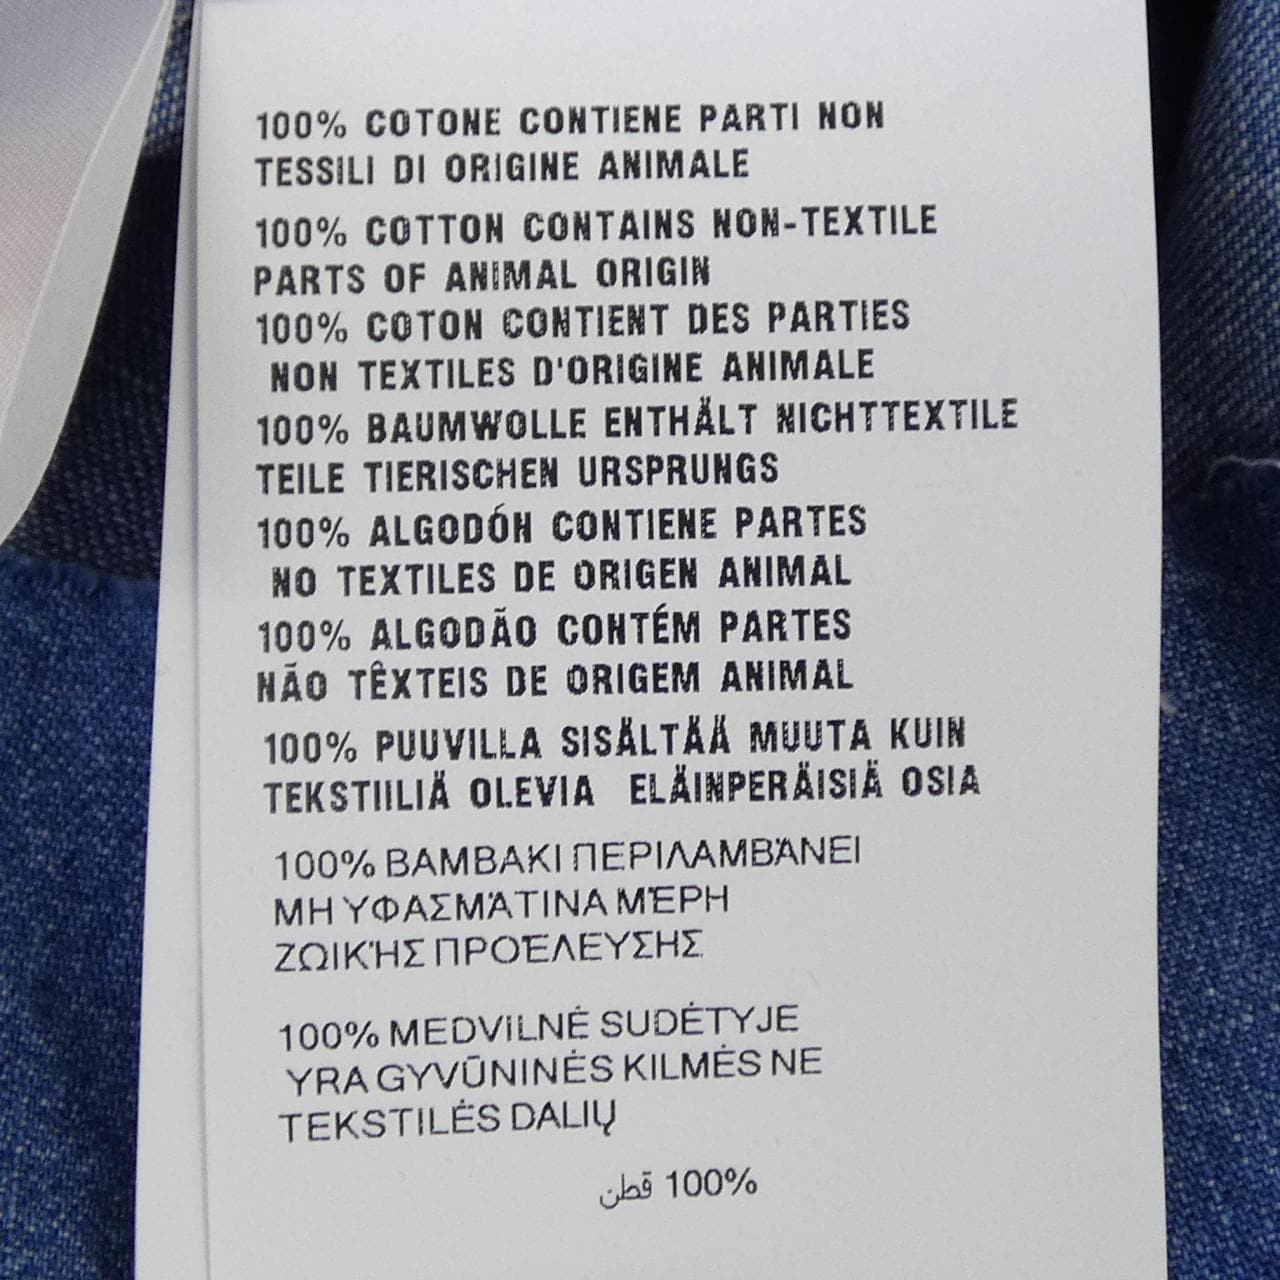 100% COTONE CONTIENE PARTI NON
TESSILI DI ORIGINE ANIMALE
100% COTTON CONTAINS NON-TEXTILE
PARTS OF ANIMAL ORIGIN
100% COTON CONTIENT DES PARTIES
NON TEXTILES D'ORIGINE ANIMALE
100% BAUMWOLLE ENTHÄLT NICHTTEXTILE
TEILE TIERISCHEN URSPRUNGS
100% ALGODÓN CONTIENE PARTES
NO TEXTILES DE ORIGEN ANIMAL
100% ALGODÃO CONTÉM PARTES
NÃO TÊXTEIS DE ORIGEM ANIMAL
100% PUUVILLA SISÄLTÄÄ MUUTA KUIN
TEKSTIILIÄ OLEVIA ELÄINPERÄISIÄ OSIA
100% ΒΑΜΒΑΚΙ ΠΕΡΙΛΑΜΒΆΝΕΙ
ΜΗ ΥΦΑΣΜΆΤΙΝΑ ΜΈΡΗ
ΖΩΙΚΉΣ ΠΡΟΈΛΕΥΣΗΣ
100% MEDVILNĖ SUDĖTYJE
YRA GYVŪNINĖS KILMĖS NE
TEKSTILĖS DALIŲ
100% قطن